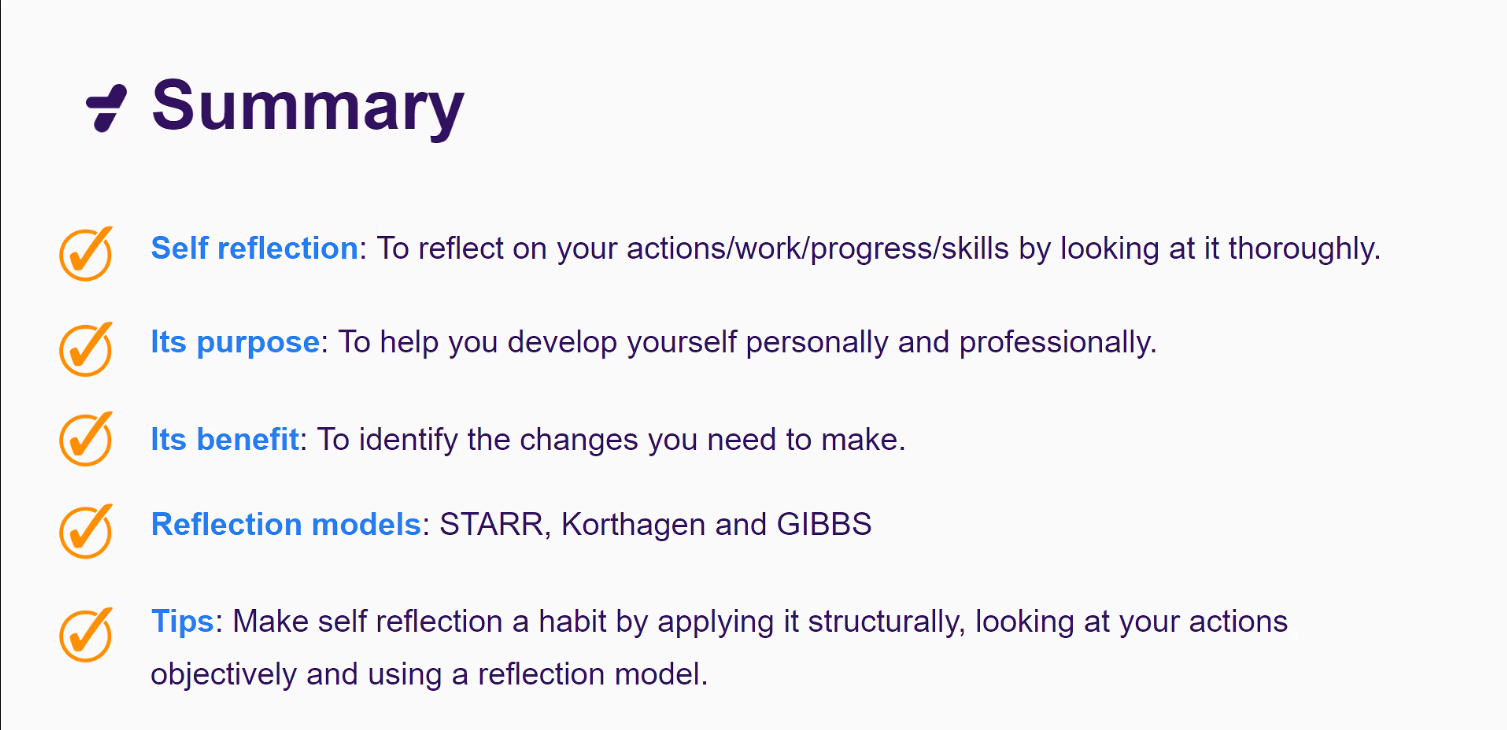 Summary
Self reflection: To reflect on your actions/work/progress/skills by looking at it thoroughly.
Its purpose: To help you develop yourself personally and professionally.
Its benefit: To identify the changes you need to make.
Reflection models: STARR, Korthagen and GIBBS
Tips: Make self reflection a habit by applying it structurally, looking at your actions
objectively and using a reflection model.